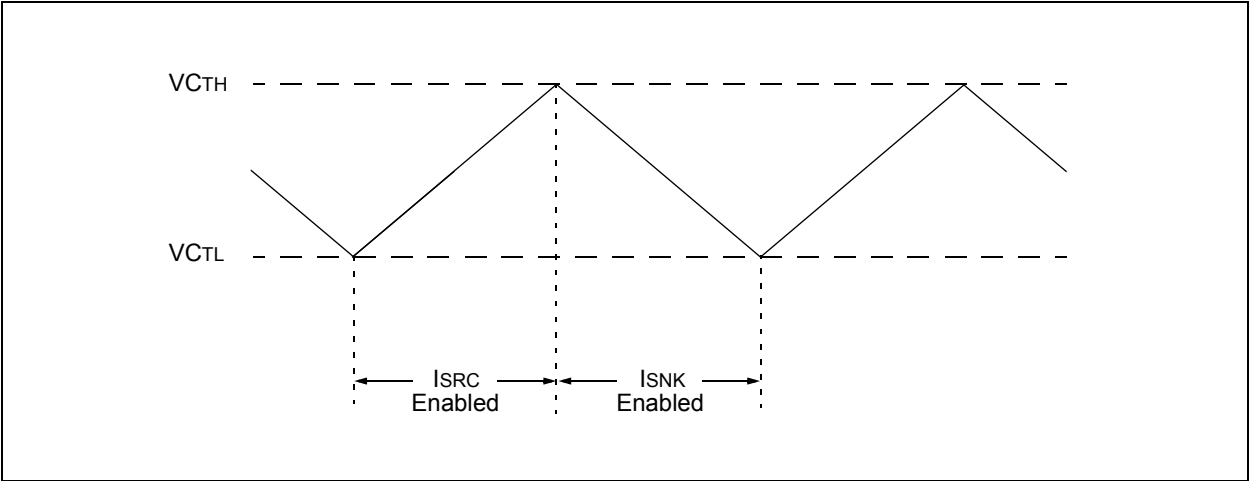 VCTH
VCTL
ISRC
Enabled
ISNK
Enabled